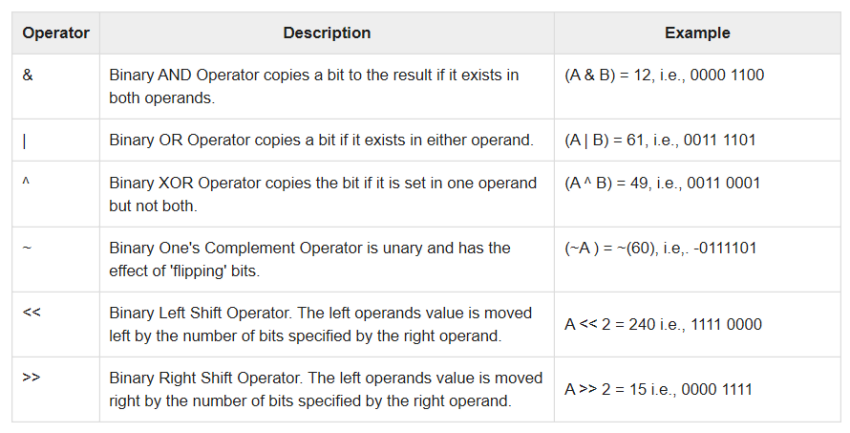 Operator Description Example
& Binary AND Operator copies a bit to the result if it exists in (A & B) = 12, i.e., 0000 1100
both operands.
| Binary OR Operator copies a bit if it exists in either operand. (A | B) = 61, i.e., 0011 1101
^ Binary XOR Operator copies the bit if it is set in one operand (A ^ B) = 49, i.e., 0011 0001
but not both.
~ Binary One's Complement Operator is unary and has the (~A ) = ~(60), i.e,. -0111101
effect of 'flipping' bits.
<< Binary Left Shift Operator. The left operands value is moved A << 2 = 240 i.e., 1111 0000
left by the number of bits specified by the right operand.
>> Binary Right Shift Operator. The left operands value is moved A >> 2 = 15 i.e., 0000 1111
right by the number of bits specified by the right operand.